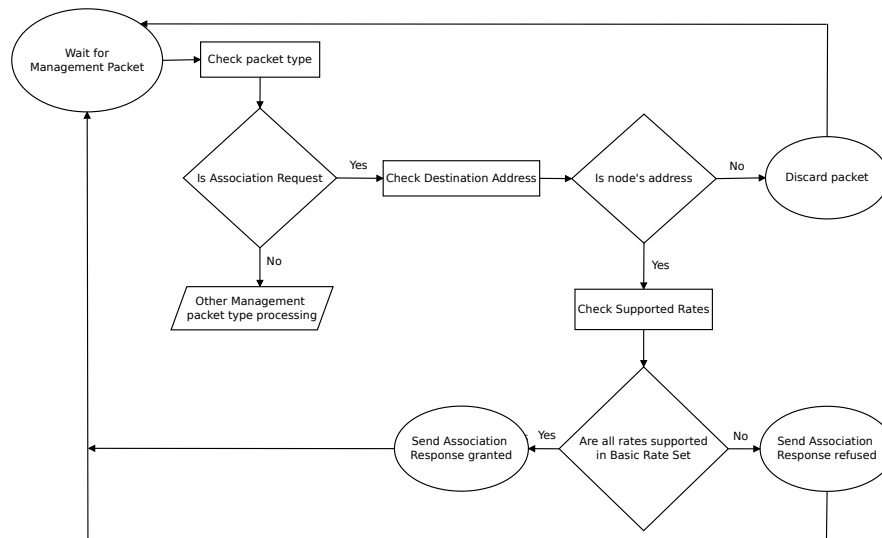 Wait for
Management Packet
Check packet type
Is Association Request
Yes
Check Destination Address
Is node's address
No
Discard packet
No
Yes
Other Management
packet type processing
Check Supported Rates
Send Association
Response granted
Yes
Are all rates supported
in Basic Rate Set
No
Send Association
Response refused